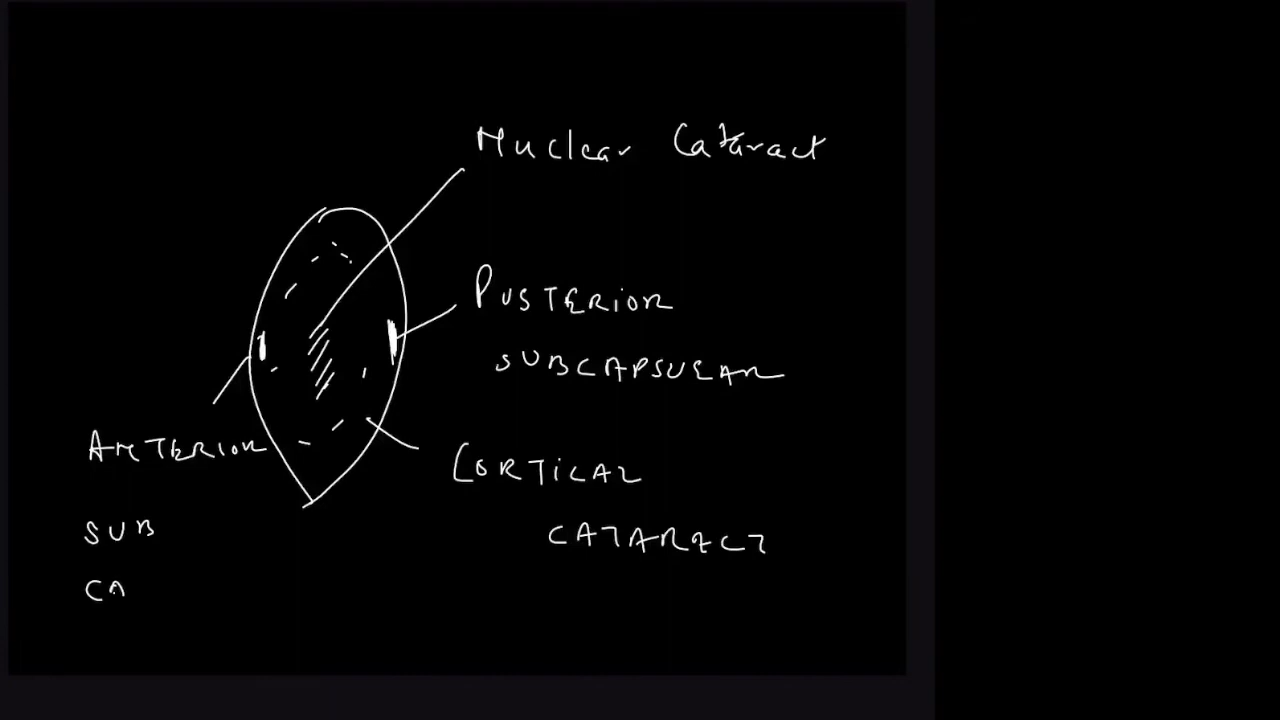 Nuclear Cataract
POSTERIOR
SUBCAPSULAR
ANTERIOR
CORTICAL
CATARACT
SUB
CA